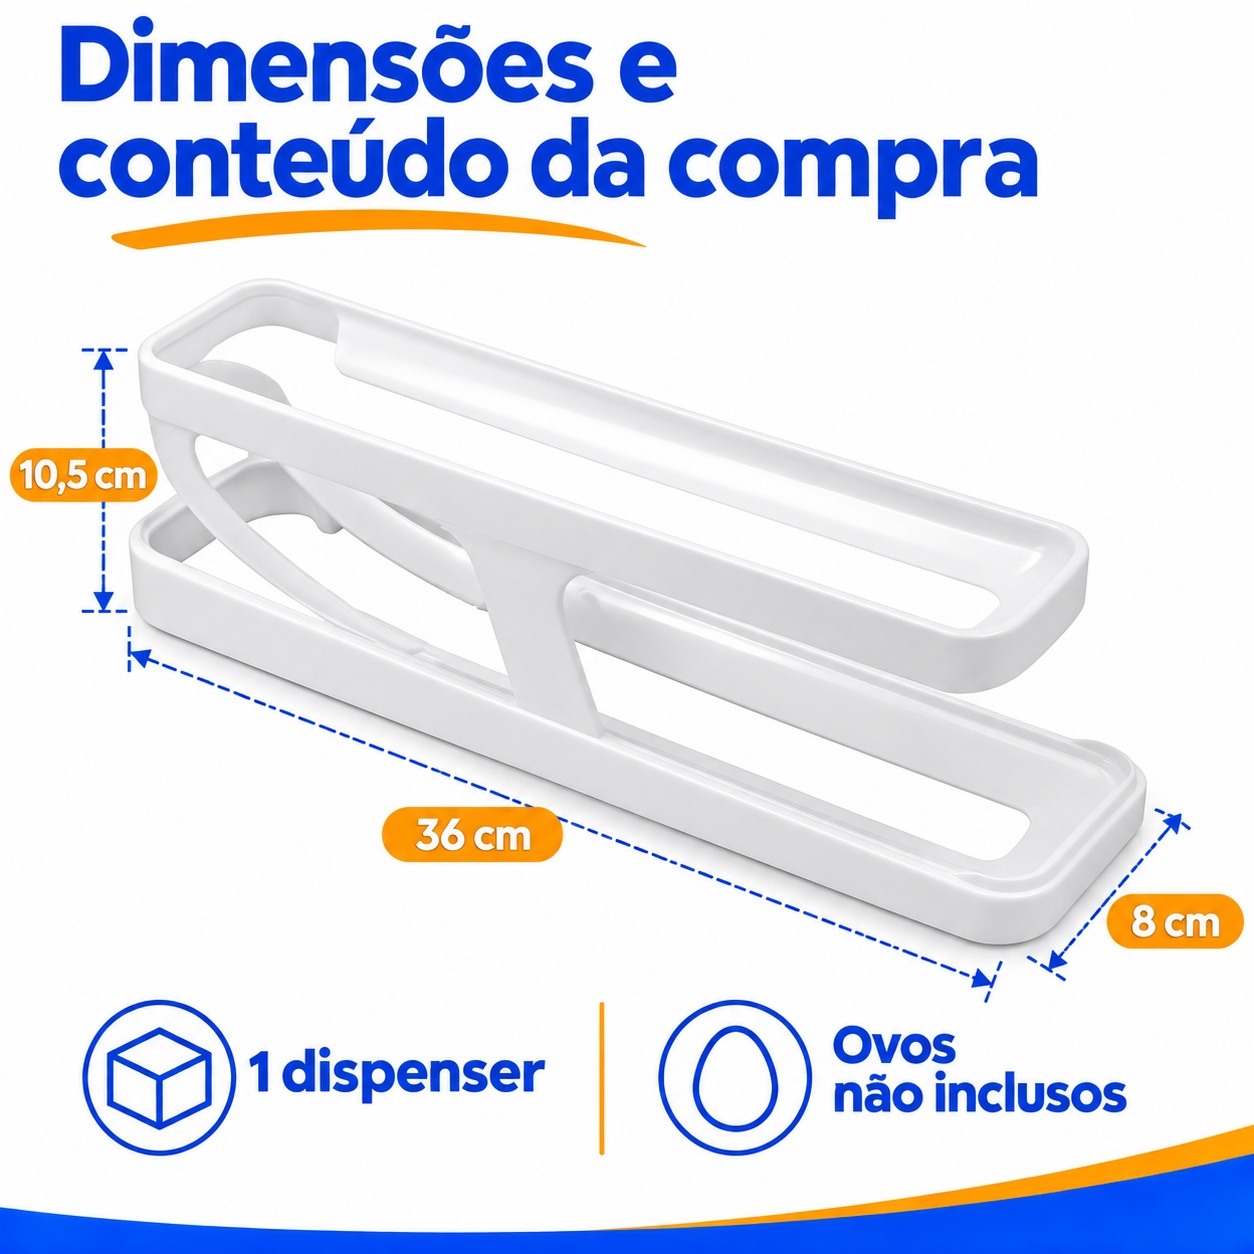 Dimensões e
conteúdo da compra
10,5 cm
36 cm
8 cm
1 dispenser
Ovos
não inclusos